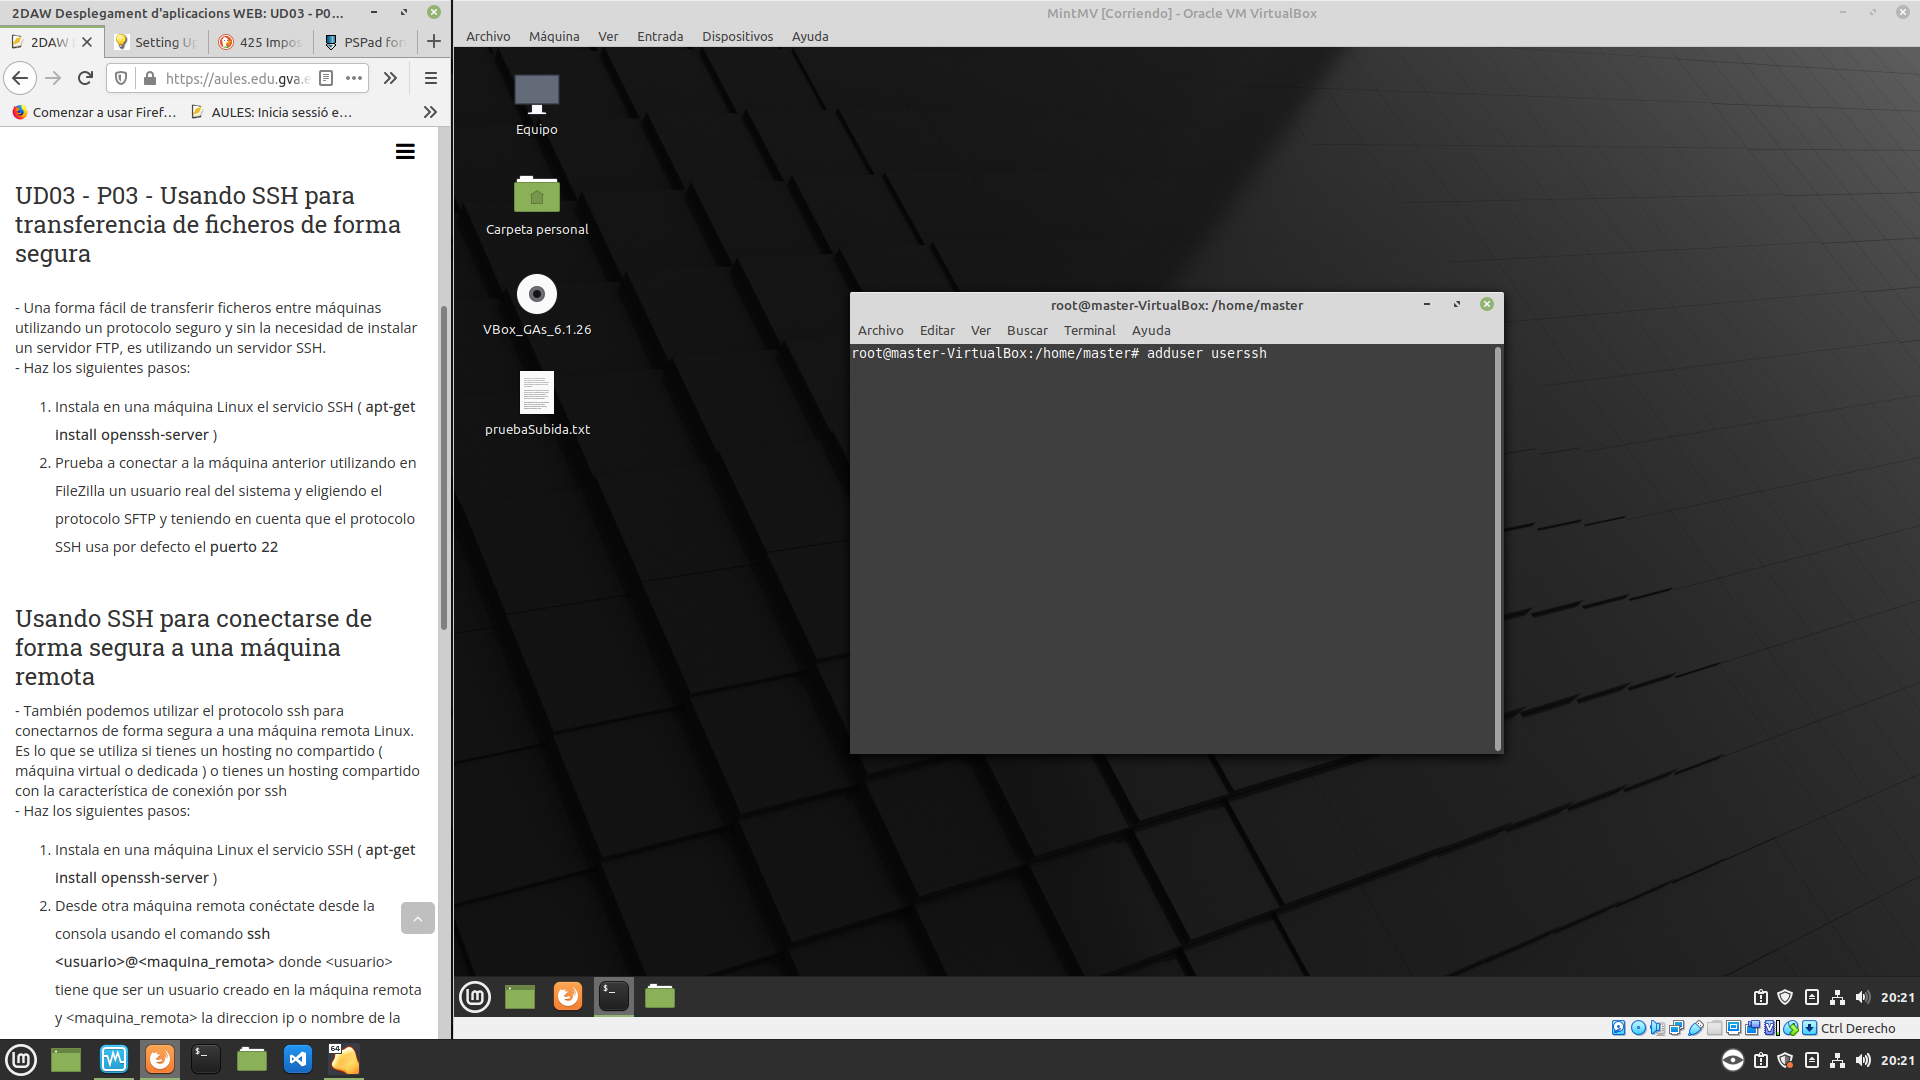 2DAW Desplegament d'aplicacions WEB: UD03 - P0...
2DAW
Setting Up
425 Impos
PSPad for
https://aules.edu.gva.e
Comenzar a usar Firef...
AULES: Inicia sessió e...
UD03 - P03 - Usando SSH para
transferencia de ficheros de forma
segura
- Una forma fácil de transferir ficheros entre máquinas
utilizando un protocolo seguro y sin la necesidad de instalar
un servidor FTP, es utilizando un servidor SSH.
- Haz los siguientes pasos:
1. Instala en una máquina Linux el servicio SSH ( apt-get
install openssh-server )
2. Prueba a conectar a la máquina anterior utilizando en
FileZilla un usuario real del sistema y eligiendo el
protocolo SFTP y teniendo en cuenta que el protocolo
SSH usa por defecto el puerto 22
Usando SSH para conectarse de
forma segura a una máquina
remota
- También podemos utilizar el protocolo ssh para
conectarnos de forma segura a una máquina remota Linux.
Es lo que se utiliza si tienes un hosting no compartido (
máquina virtual o dedicada ) o tienes un hosting compartido
con la característica de conexión por ssh
- Haz los siguientes pasos:
1. Instala en una máquina Linux el servicio SSH ( apt-get
install openssh-server )
2. Desde otra máquina remota conéctate desde la
consola usando el comando ssh
<usuario>@<maquina_remota> donde <usuario>
tiene que ser un usuario creado en la máquina remota
y <maquina_remota> la direccion ip o nombre de la
MintMV [Corriendo] - Oracle VM VirtualBox
Archivo Máquina Ver Entrada Dispositivos Ayuda
Equipo
Carpeta personal
VBox_GAs_6.1.26
pruebaSubida.txt
root@master-VirtualBox: /home/master
Archivo Editar Ver Buscar Terminal Ayuda
root@master-VirtualBox:/home/master# adduser userssh
20:21
Ctrl Derecho
64
20:21